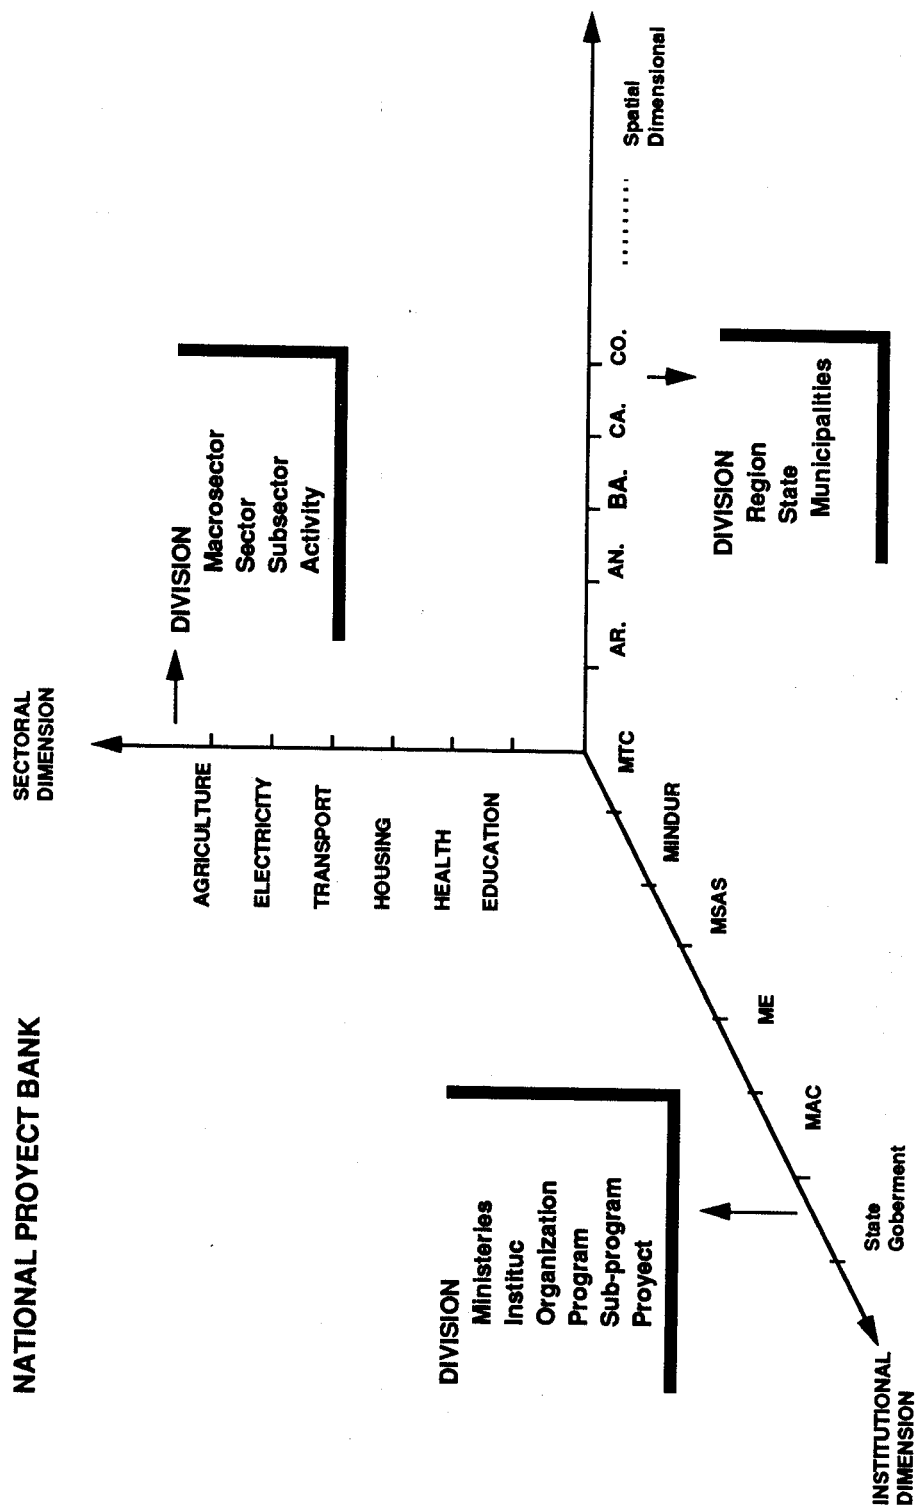 NATIONAL PROYECT BANK
SECTORAL
DIMENSION
AGRICULTURE
ELECTRICITY
TRANSPORT
HOUSING
HEALTH
EDUCATION
DIVISION
Macrosector
Sector
Subsector
Activity
DIVISION
Ministeries
Instituc
Organization
Program
Sub-program
Proyect
MTC
MINDUR
MSAS
ME
MAC
State
Goberment
INSTITUTIONAL
DIMENSION
AR. AN. BA. CA. CO. .........
Spatial
Dimensional
DIVISION
Region
State
Municipalities